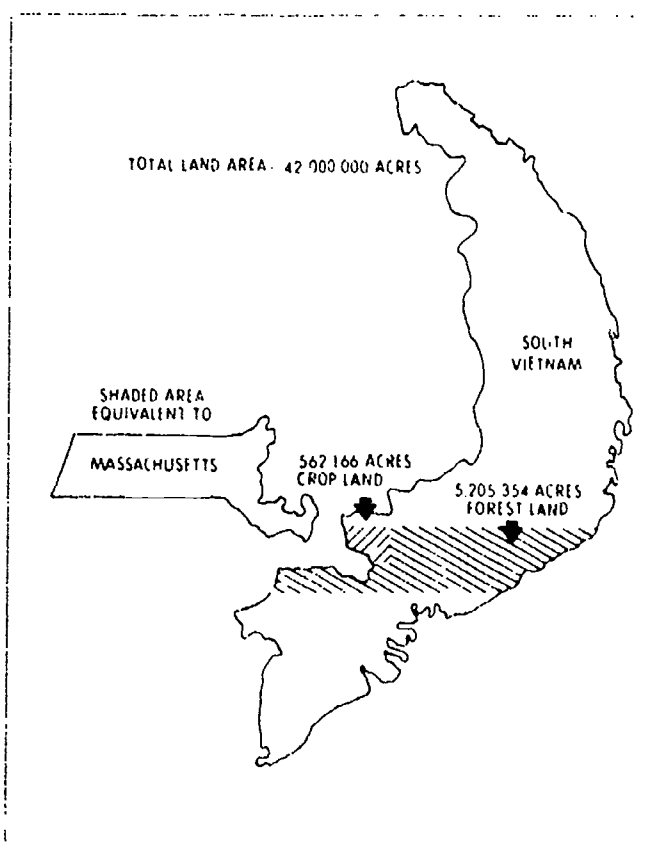 TOTAL LAND AREA - 42 000 000 ACRES
SOUTH
VIETNAM
SHADED AREA
EQUIVALENT TO
MASSACHUSETTS
562 166 ACRES
CROP LAND
5,205 354 ACRES
FOREST LAND